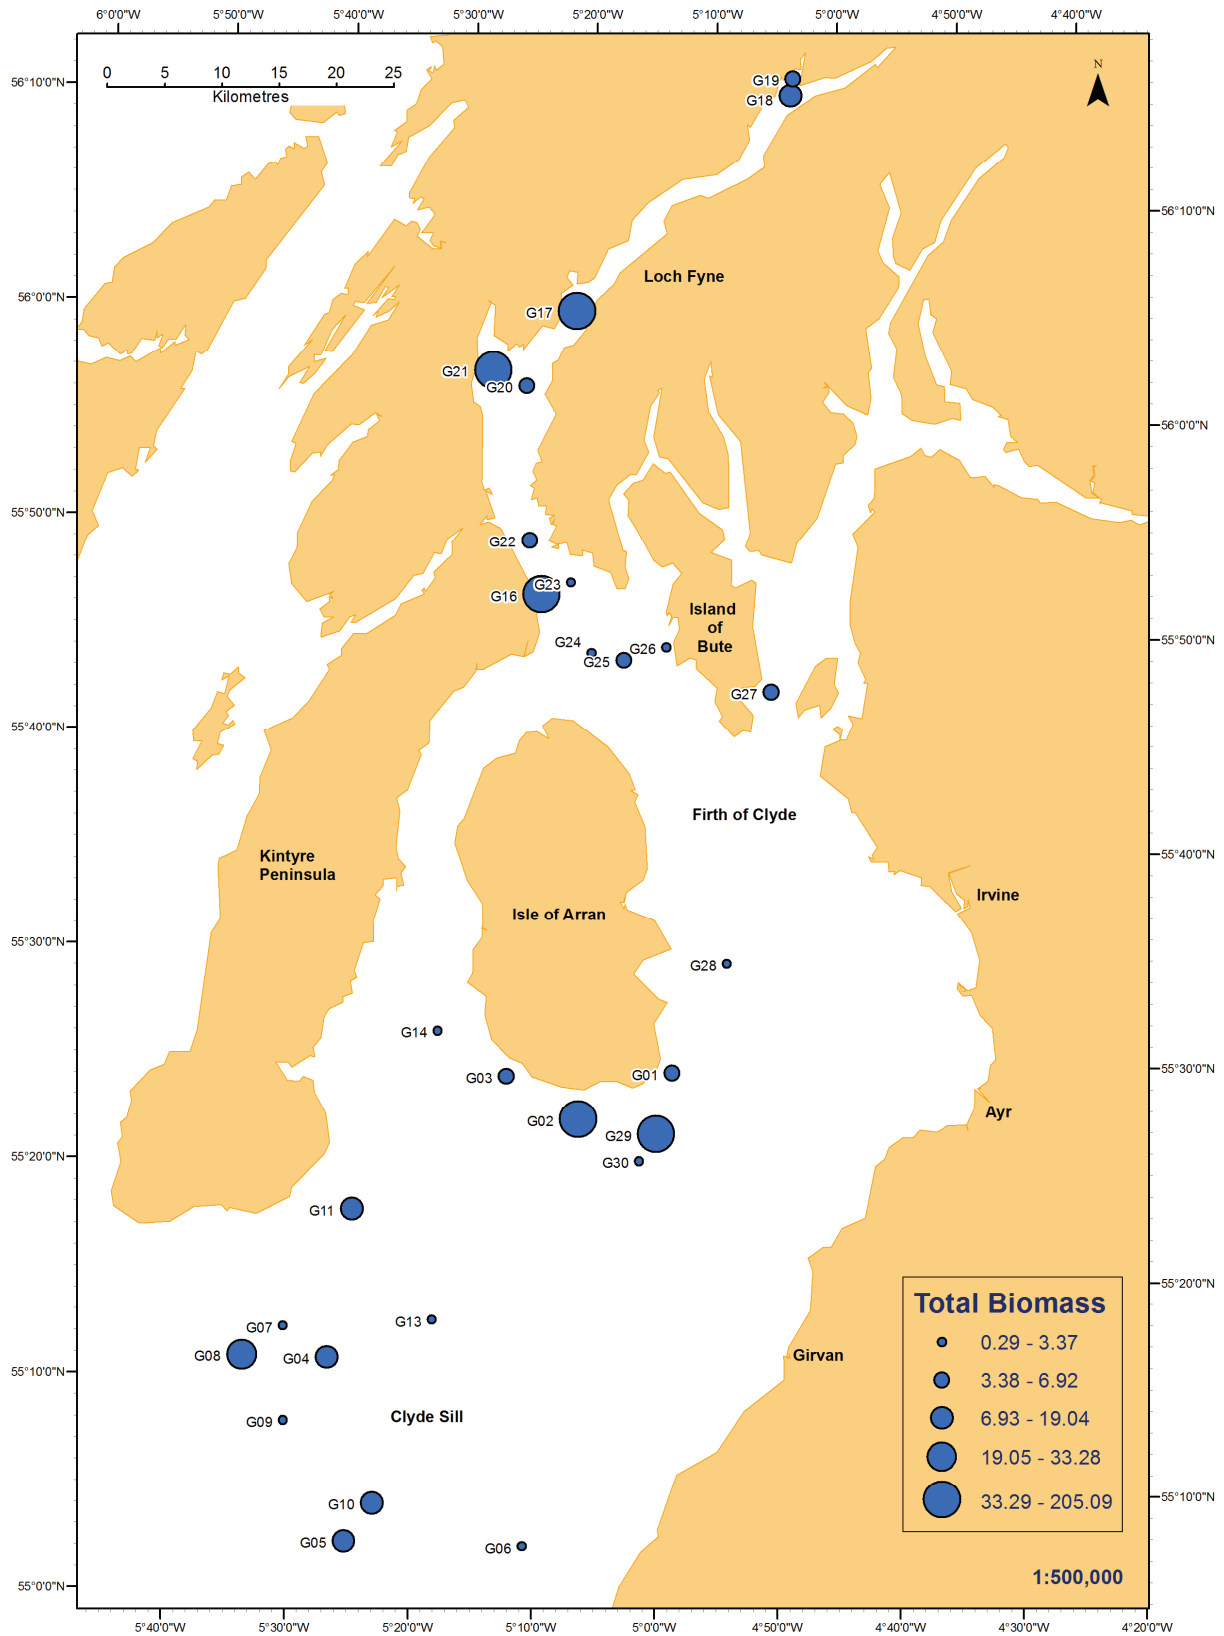 6°0'0"W 5°50'0"W 5°40'0"W 5°30'0"W 5°20'0"W 5°10'0"W 5°0'0"W 4°50'0"W 4°40'0"W
0 5 10 15 20 25
Kilometres
N
56°10'0"N
G19
G18
56°10'0"N
Loch Fyne
56°0'0"N
G17
G21
G20
56°0'0"N
55°50'0"N
G22
G23
G16
Island
of
Bute
G24
G25
G26
55°50'0"N
G27
55°40'0"N
Firth of Clyde
Kintyre
Peninsula
55°40'0"N
Irvine
Isle of Arran
55°30'0"N
G28
G14
G03
G01
55°30'0"N
Ayr
G02
G29
G30
55°20'0"N
G11
55°20'0"N
G13
G07
G08
G04
Girvan
55°10'0"N
G09
Clyde Sill
G10
55°10'0"N
G05
G06
55°0'0"N
Total Biomass
0.29 - 3.37
3.38 - 6.92
6.93 - 19.04
19.05 - 33.28
33.29 - 205.09
1:500,000
5°40'0"W 5°30'0"W 5°20'0"W 5°10'0"W 5°0'0"W 4°50'0"W 4°40'0"W 4°30'0"W 4°20'0"W